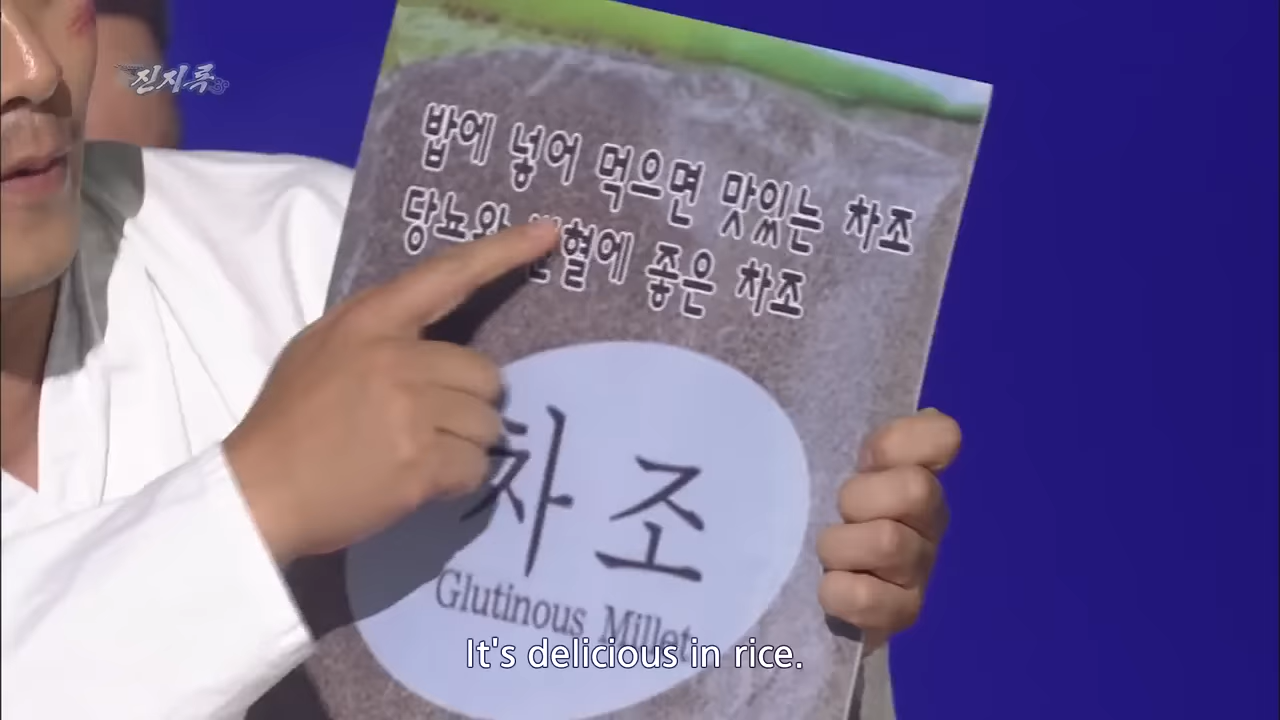 진지록
밥에 넣어 먹으면 맛있는 차조
당뇨와 빈혈에 좋은 차조
차조
Glutinous Millet
It's delicious in rice.